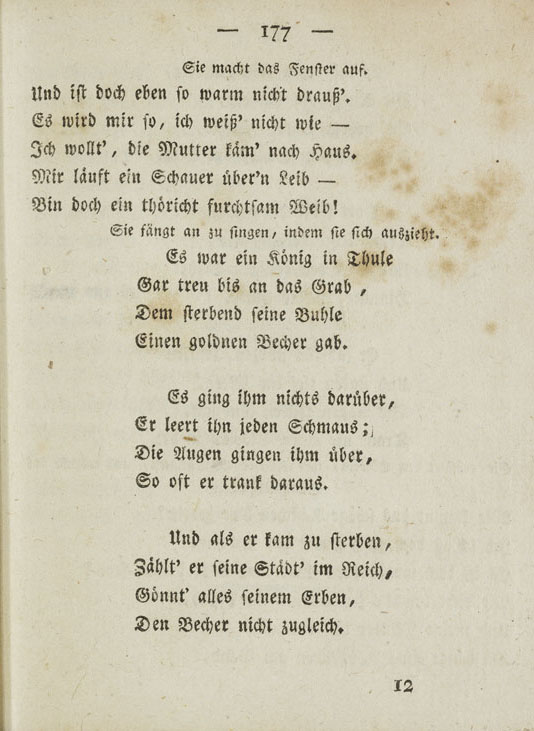 — 177 —
Sie macht das Fenster auf.
Und ist doch eben so warm nicht drauß'.
Es wird mir so, ich weiß' nicht wie —
Ich wollt', die Mutter käm' nach Haus.
Mir läuft ein Schauer über'n Leib —
Bin doch ein thöricht furchtsam Weib!
Sie fängt an zu singen, indem sie sich auszieht.
Es war ein König in Thule
Gar treu bis an das Grab,
Dem sterbend seine Buhle
Einen goldnen Becher gab.
Es ging ihm nichts darüber,
Er leert ihn jeden Schmaus;
Die Augen gingen ihm über,
So oft er trank daraus.
Und als er kam zu sterben,
Zählt' er seine Städt' im Reich,
Gönnt' alles seinem Erben,
Den Becher nicht zugleich.
12